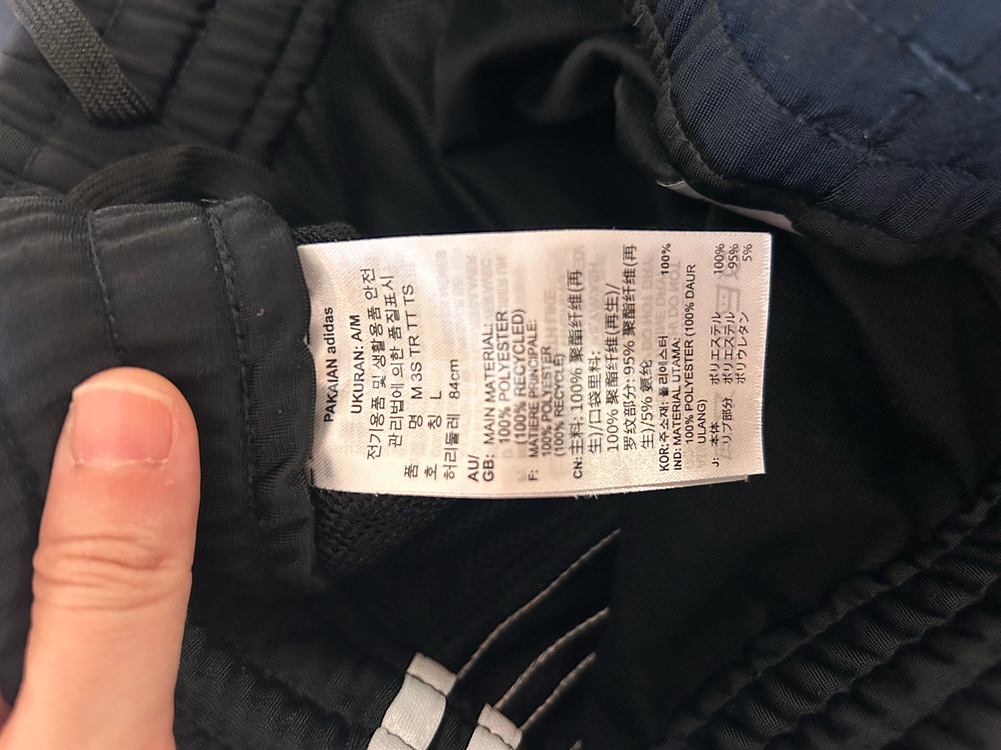 PAKAIAN adidas
UKURAN: A/M
전기용품 및 생활용품 안전
관리법에 의한 품질표시
품 명 M 3S TR TT TS
호 칭 L
허리둘레 84cm
AU/
GB: MAIN MATERIAL:
100% POLYESTER
(100% RECYCLED)
F: MATIERE PRINCIPALE:
100% POLYESTER
(100% RECYCLE)
CN: 主料: 100% 聚酯纤维(再
生)/口袋里料:
100% 聚酯纤维(再生)/
罗纹部分: 95% 聚酯纤维(再
生)/5% 氨纶
KOR: 주소재: 폴리에스터 100%
IND: MATERIAL UTAMA:
100% POLYESTER (100% DAUR
ULANG)
J: 本体 ポリエステル 100%
リブ部分 ポリエステル 95%
ポリウレタン 5%